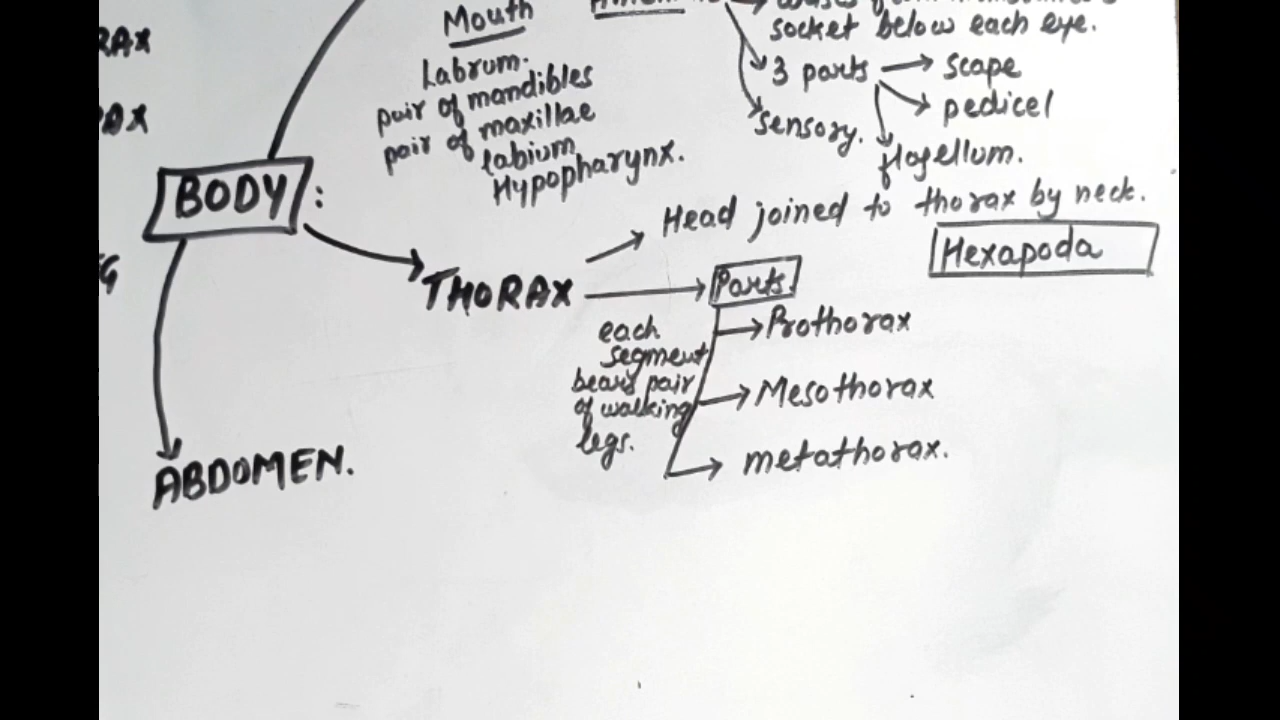 Mouth
Labrum.
pair of mandibles
pair of maxillae
labium
Hypopharynx.
socket below each eye.
3 parts → scape
pedicel
flagellum.
sensory.
BODY :
Head joined to thorax by neck.
Hexapoda
THORAX
Parts.
each
segment
bears pair
of walking
legs.
Prothorax
Mesothorax
metathorax.
ABDOMEN.